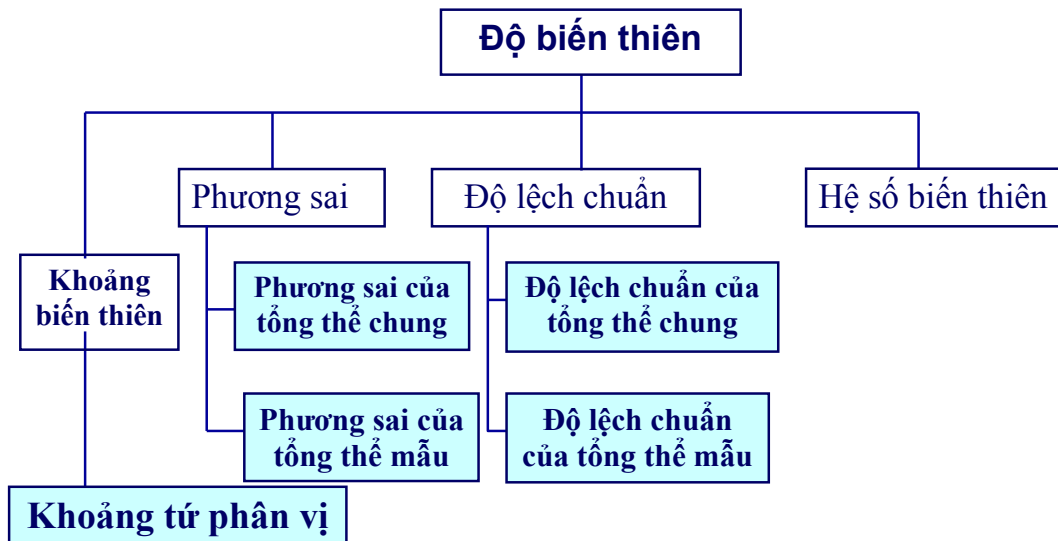 Độ biến thiên
Phương sai
Độ lệch chuẩn
Hệ số biến thiên
Khoảng
biến thiên
Phương sai của
tổng thể chung
Độ lệch chuẩn của
tổng thể chung
Phương sai của
tổng thể mẫu
Độ lệch chuẩn
của tổng thể mẫu
Khoảng tứ phân vị